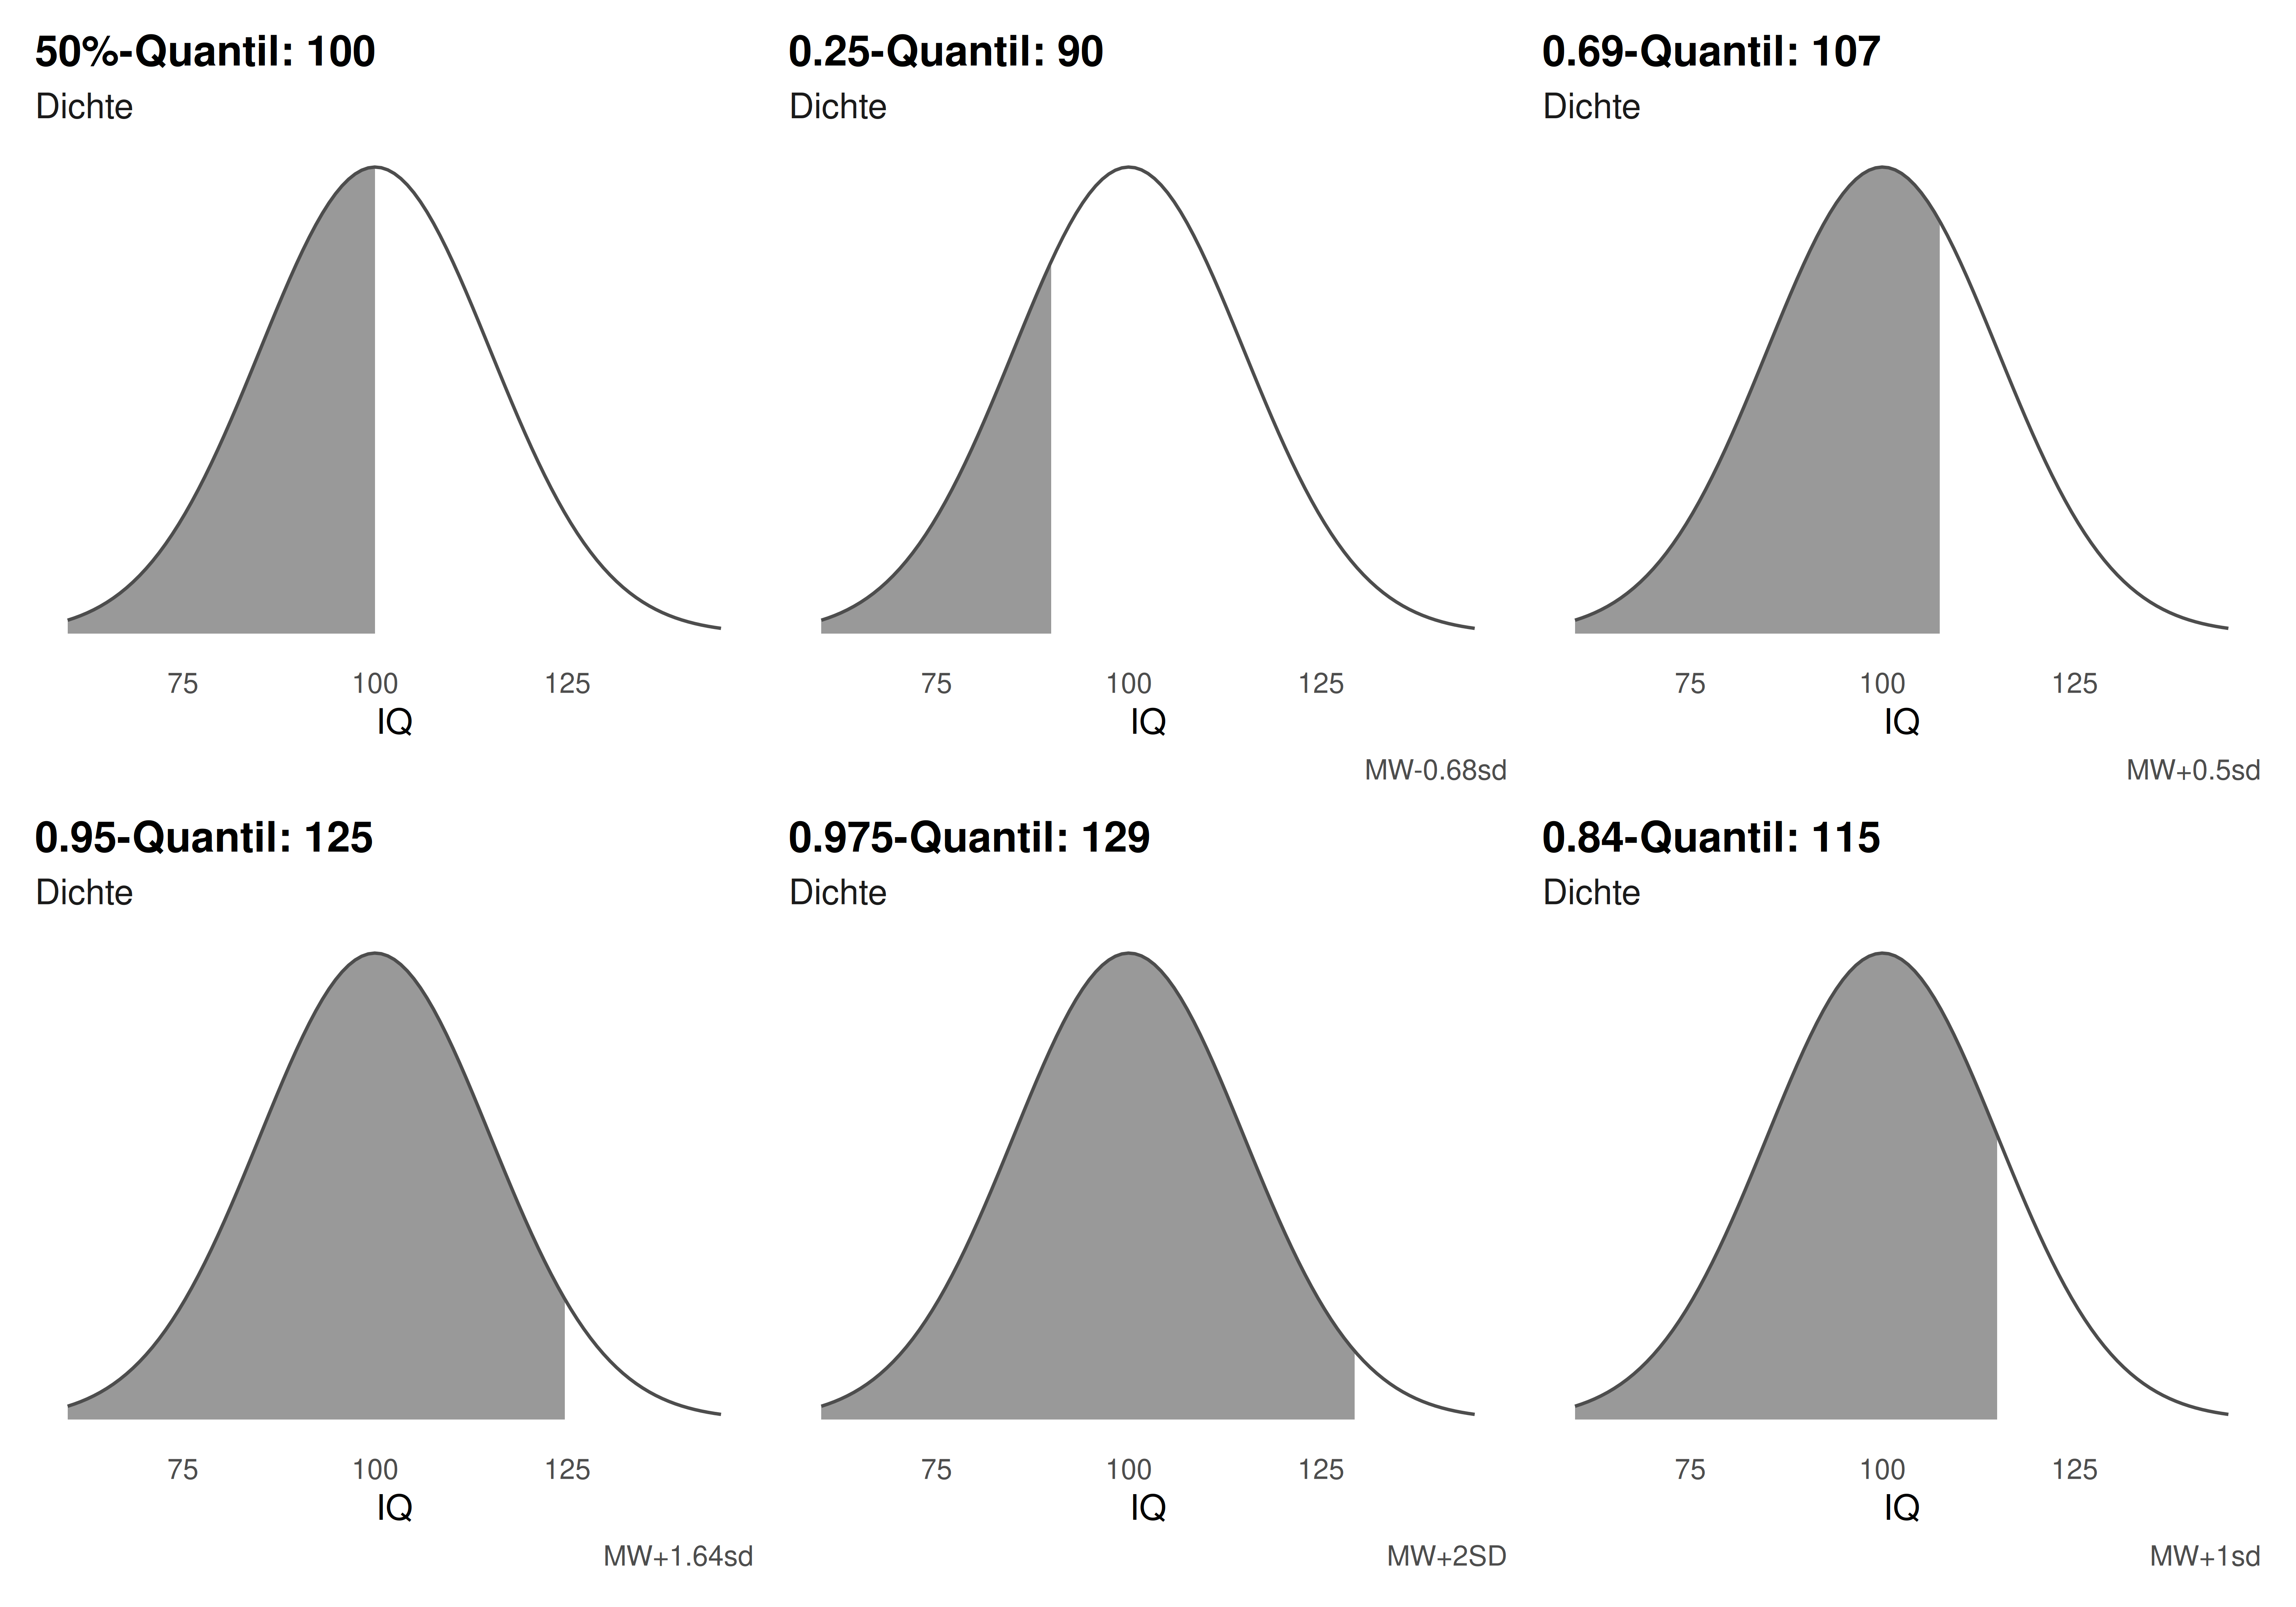 50%-Quantil: 100
Dichte
75 100 125
IQ
0.25-Quantil: 90
Dichte
75 100 125
IQ
MW-0.68sd
0.69-Quantil: 107
Dichte
75 100 125
IQ
MW+0.5sd
0.95-Quantil: 125
Dichte
75 100 125
IQ
MW+1.64sd
0.975-Quantil: 129
Dichte
75 100 125
IQ
MW+2SD
0.84-Quantil: 115
Dichte
75 100 125
IQ
MW+1sd